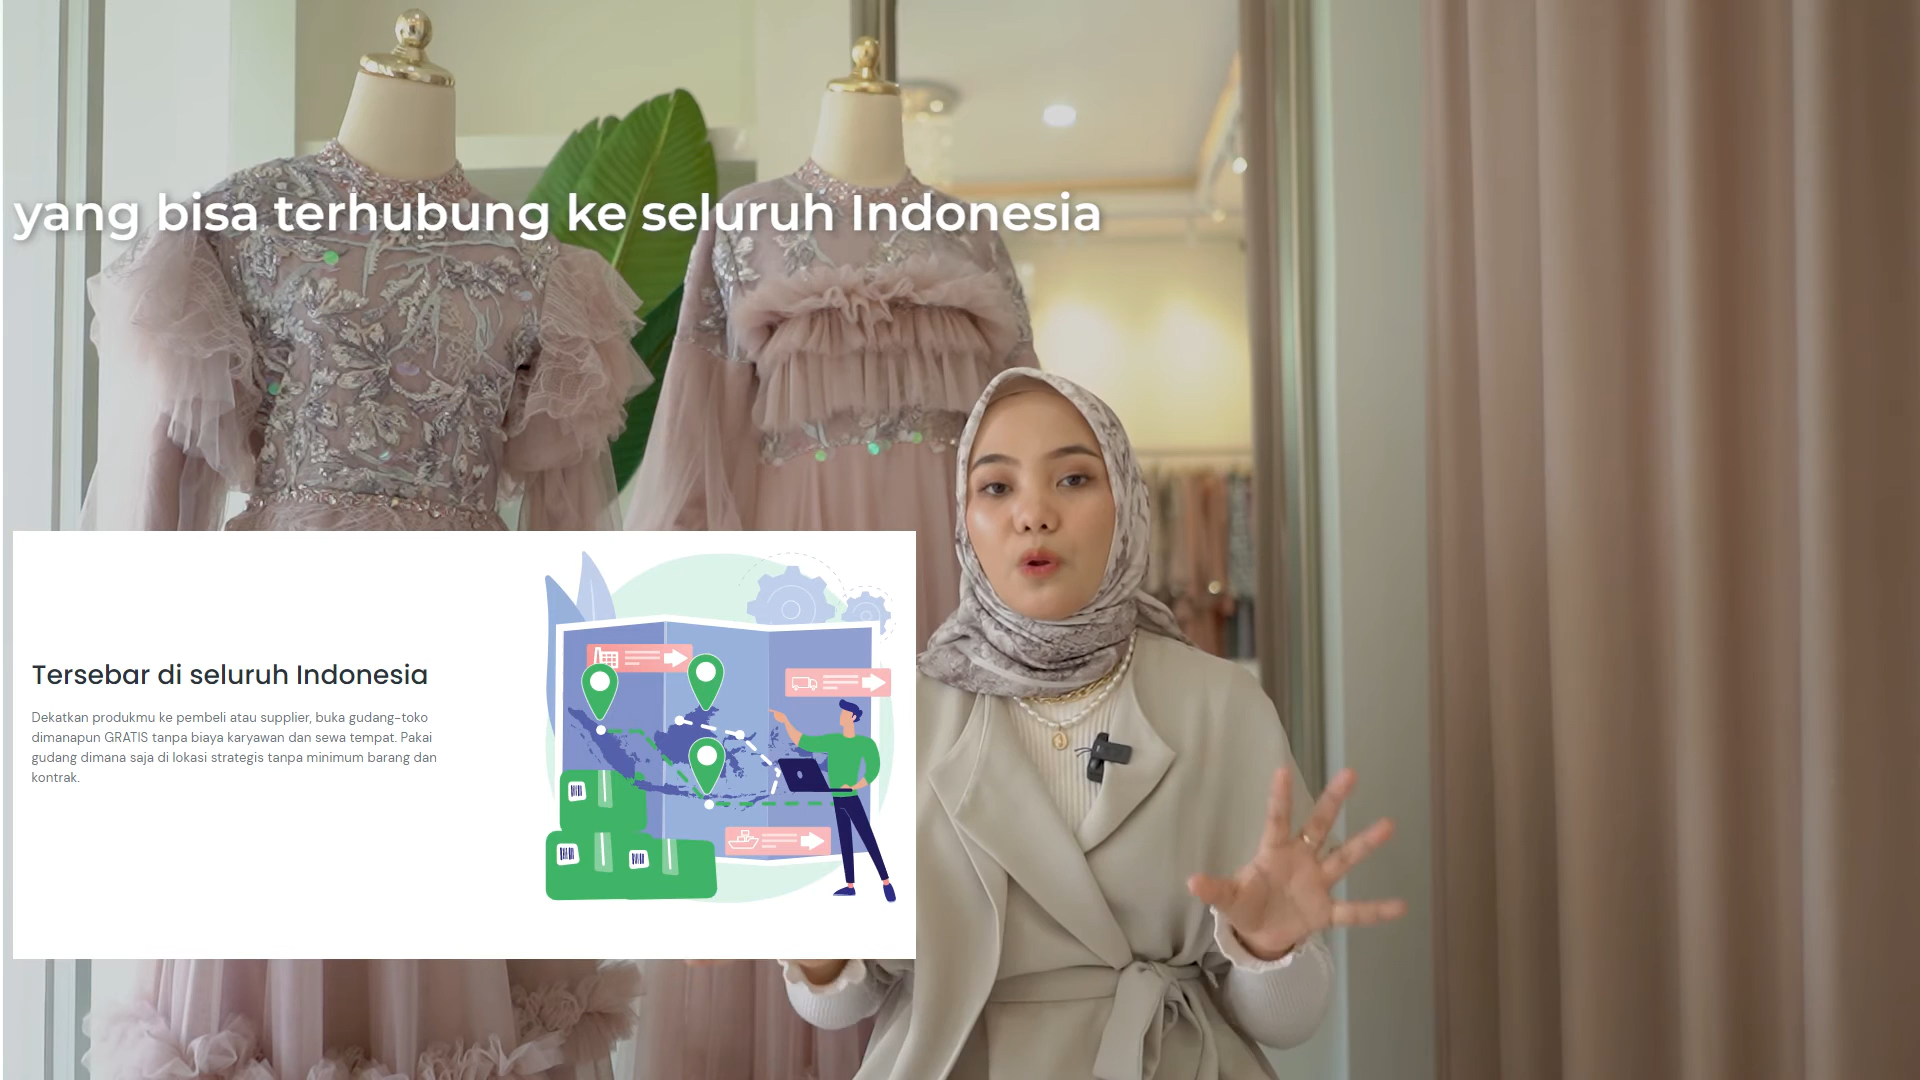 yang bisa terhubung ke seluruh Indonesia
Tersebar di seluruh Indonesia
Dekatkan produkmu ke pembeli atau supplier, buka gudang-toko
dimanapun GRATIS tanpa biaya karyawan dan sewa tempat. Pakai
gudang dimana saja di lokasi strategis tanpa minimum barang dan
kontrak.